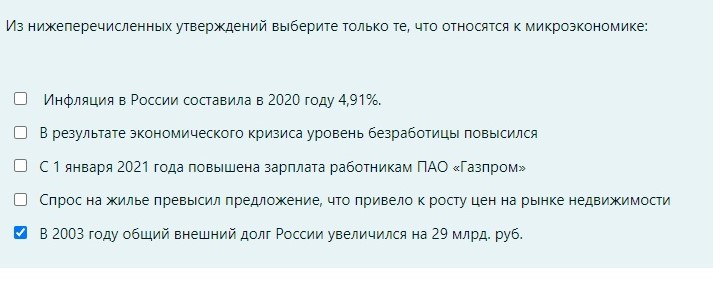 Из нижеперечисленных утверждений выберите только те, что относятся к микроэкономике:
Инфляция в России составила в 2020 году 4,91%.
В результате экономического кризиса уровень безработицы повысился
С 1 января 2021 года повышена зарплата работникам ПАО «Газпром»
Спрос на жилье превысил предложение, что привело к росту цен на рынке недвижимости
В 2003 году общий внешний долг России увеличился на 29 млрд. руб.